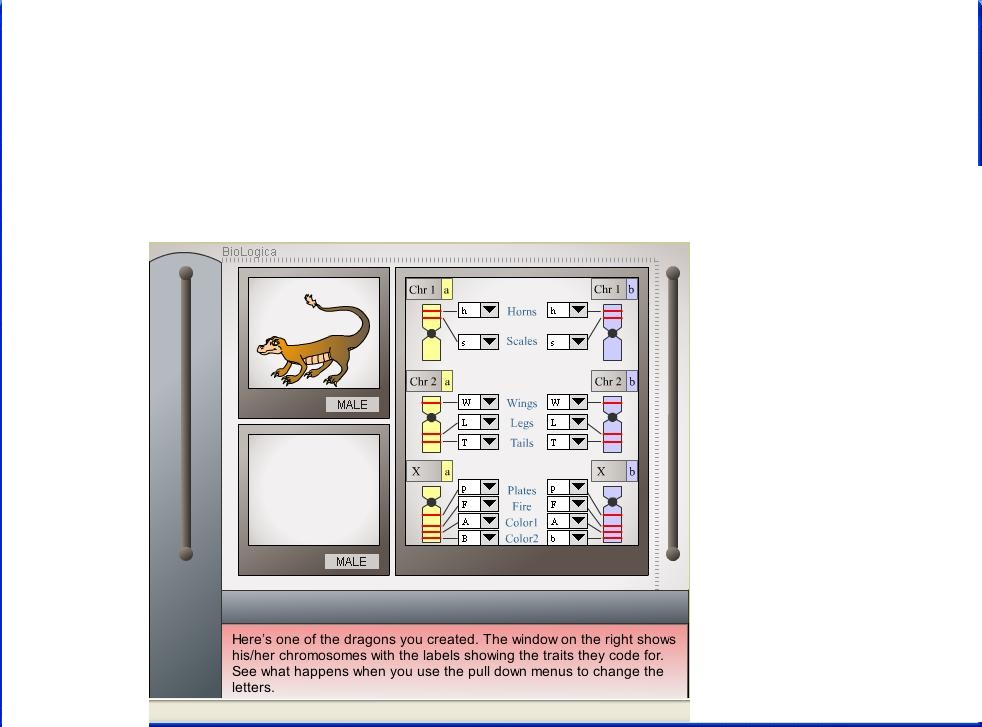 BioLogica
Chr 1 a
Chr 1 b
h Horns h
s Scales s
Chr 2 a
Chr 2 b
W Wings W
L Legs L
T Tails T
X a
X b
p Plates p
F Fire F
A Color1 A
B Color2 b
MALE
MALE
Here's one of the dragons you created. The window on the right shows
his/her chromosomes with the labels showing the traits they code for.
See what happens when you use the pull down menus to change the
letters.